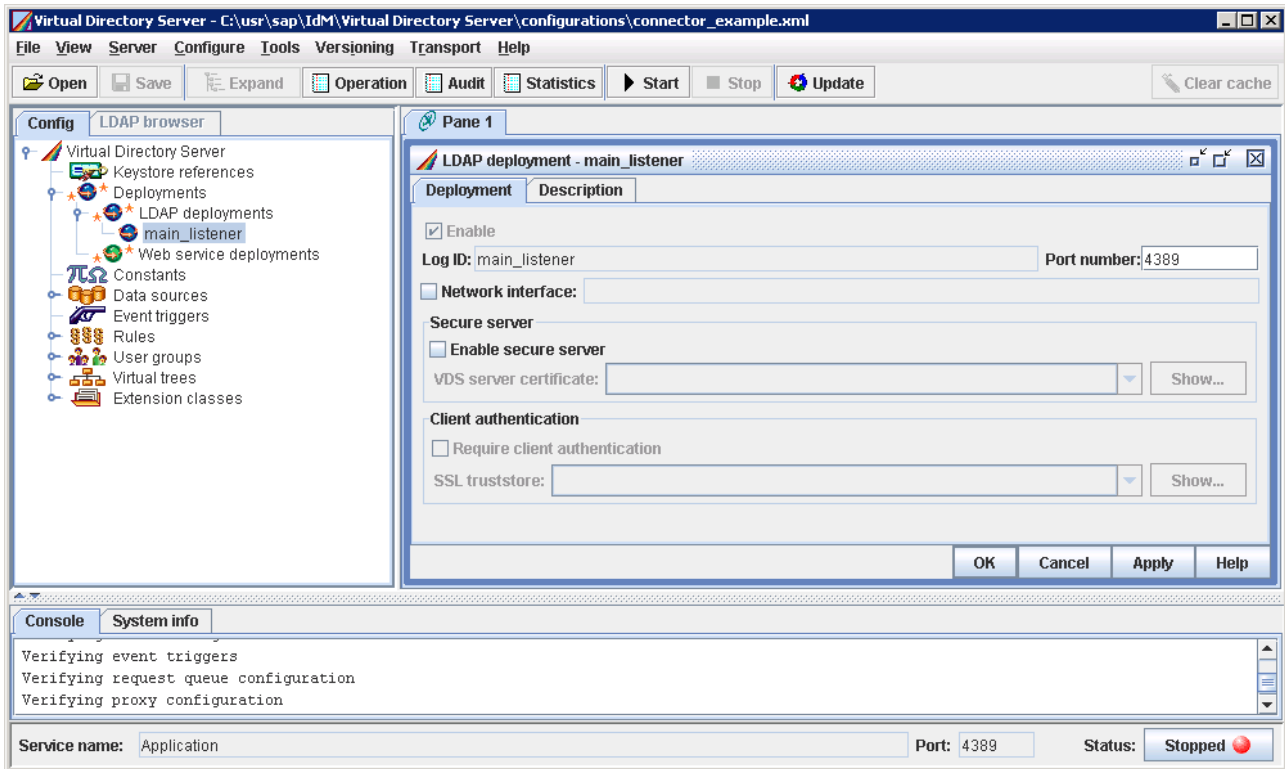 Virtual Directory Server - C:\usr\sap\IdM\Virtual Directory Server\configurations\connector_example.xml
File View Server Configure Tools Versioning Transport Help
Open Save Expand Operation Audit Statistics Start Stop Update Clear cache
Config LDAP browser
Virtual Directory Server
Keystore references
Deployments
LDAP deployments
main_listener
Web service deployments
Constants
Data sources
Event triggers
Rules
User groups
Virtual trees
Extension classes
Pane 1
LDAP deployment - main_listener
Deployment Description
Enable
Log ID: main_listener Port number: 4389
Network interface:
Secure server
Enable secure server
VDS server certificate: Show...
Client authentication
Require client authentication
SSL truststore: Show...
OK Cancel Apply Help
Console System info
Verifying event triggers
Verifying request queue configuration
Verifying proxy configuration
Service name: Application Port: 4389 Status: Stopped